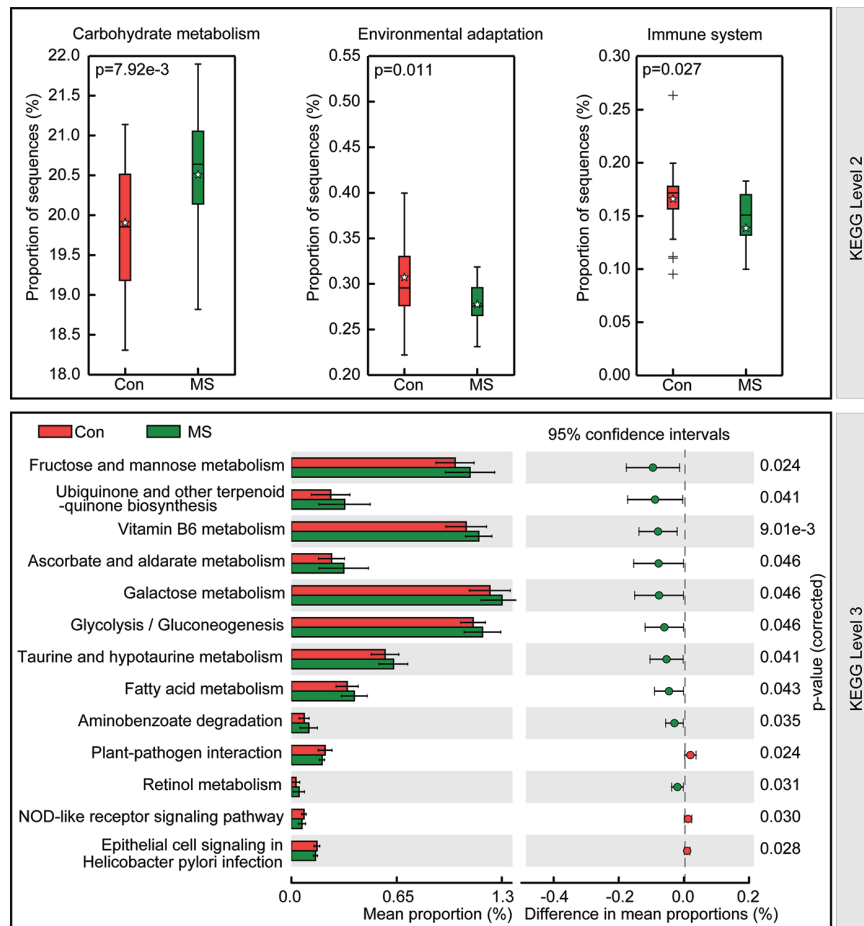 Carbohydrate metabolism
Environmental adaptation
Immune system
Proportion of sequences (%)
22.0
21.5
21.0
20.5
20.0
19.5
19.0
18.5
18.0
p=7.92e-3
Con
MS
Proportion of sequences (%)
0.55
0.50
0.45
0.40
0.35
0.30
0.25
0.20
p=0.011
Con
MS
Proportion of sequences (%)
0.30
0.25
0.20
0.15
0.10
0.05
0.00
p=0.027
Con
MS
KEGG Level 2
Con
MS
95% confidence intervals
Fructose and mannose metabolism
0.024
Ubiquinone and other terpenoid
-quinone biosynthesis
0.041
Vitamin B6 metabolism
9.01e-3
Ascorbate and aldarate metabolism
0.046
Galactose metabolism
0.046
Glycolysis / Gluconeogenesis
0.046
Taurine and hypotaurine metabolism
0.041
Fatty acid metabolism
0.043
Aminobenzoate degradation
0.035
Plant-pathogen interaction
0.024
Retinol metabolism
0.031
NOD-like receptor signaling pathway
0.030
Epithelial cell signaling in
Helicobacter pylori infection
0.028
p-value (corrected)
KEGG Level 3
0.0
0.65
1.3
Mean proportion (%)
-0.4
-0.2
0.0
0.2
Difference in mean proportions (%)